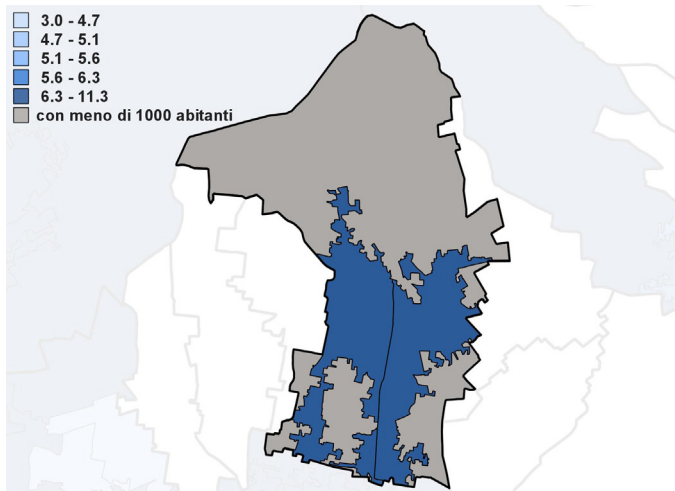 3.0 - 4.7
4.7 - 5.1
5.1 - 5.6
5.6 - 6.3
6.3 - 11.3
con meno di 1000 abitanti